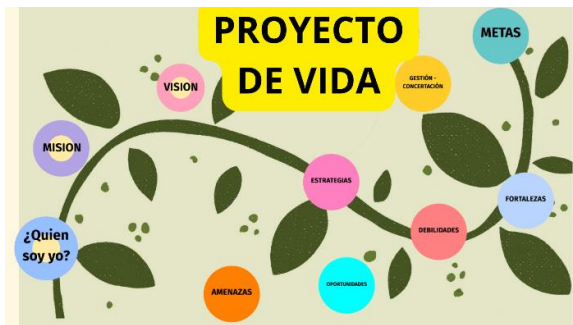 PROYECTO
DE VIDA
METAS
GESTIÓN -
CONCERTACIÓN
VISION
MISION
ESTRATEGIAS
FORTALEZAS
DEBILIDADES
¿Quien
soy yo?
AMENAZAS
OPORTUNIDADES